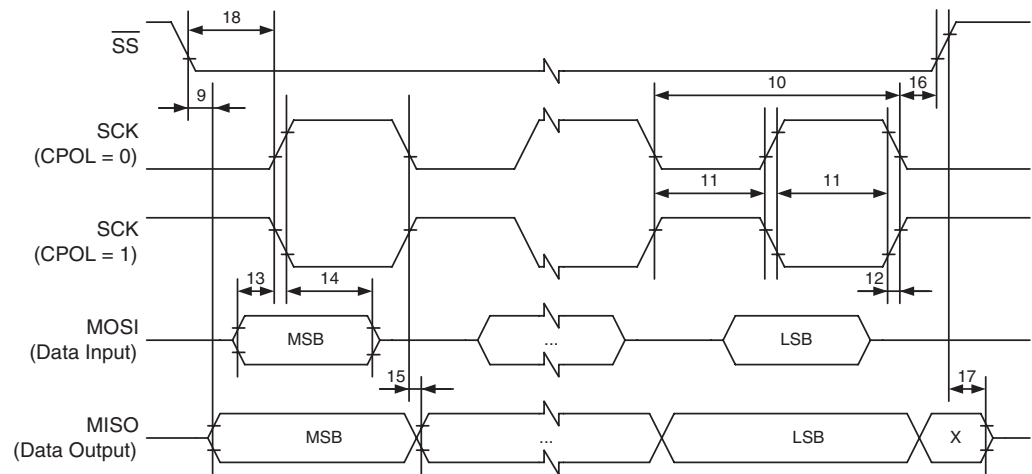 18
SS
9
10
16
SCK
(CPOL = 0)
11
11
SCK
(CPOL = 1)
13
14
12
MOSI
(Data Input)
MSB
...
LSB
15
17
MISO
(Data Output)
MSB
...
LSB
X